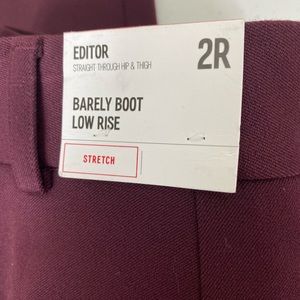 EDITOR
2R
STRAIGHT THROUGH HIP & THIGH
BARELY BOOT
LOW RISE
STRETCH